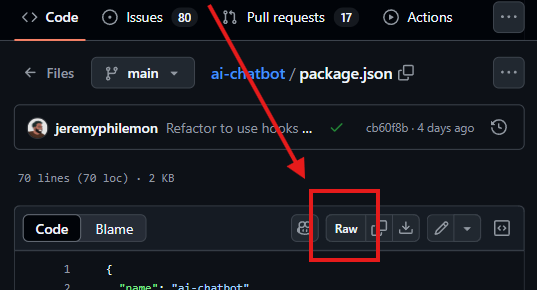 Code Issues 80 Pull requests 17 Actions ...
Files main ai-chatbot / package.json ...
jeremyphilemon Refactor to use hooks ... cb60f8b · 4 days ago
70 lines (70 loc) · 2 KB
Code Blame Raw
1 {
2 "name": "ai-chatbot"